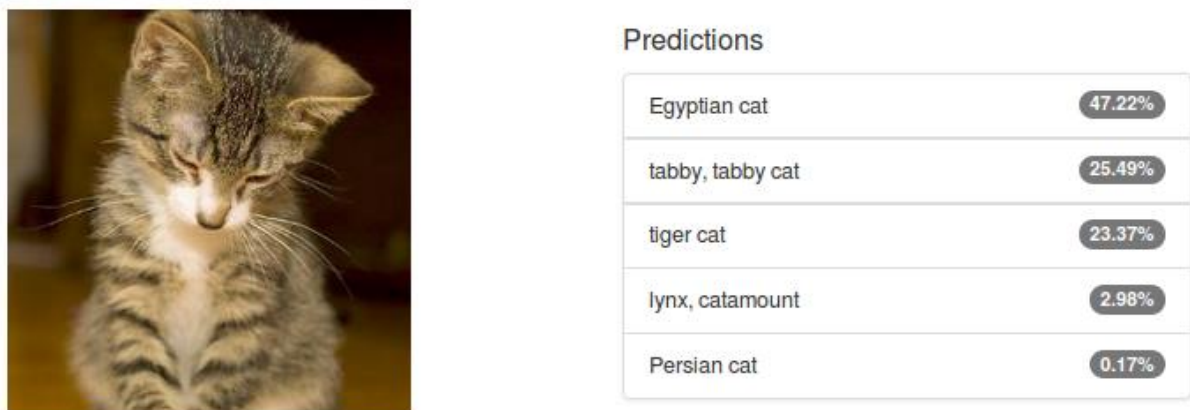 Predictions
Egyptian cat 47.22%
tabby, tabby cat 25.49%
tiger cat 23.37%
lynx, catamount 2.98%
Persian cat 0.17%